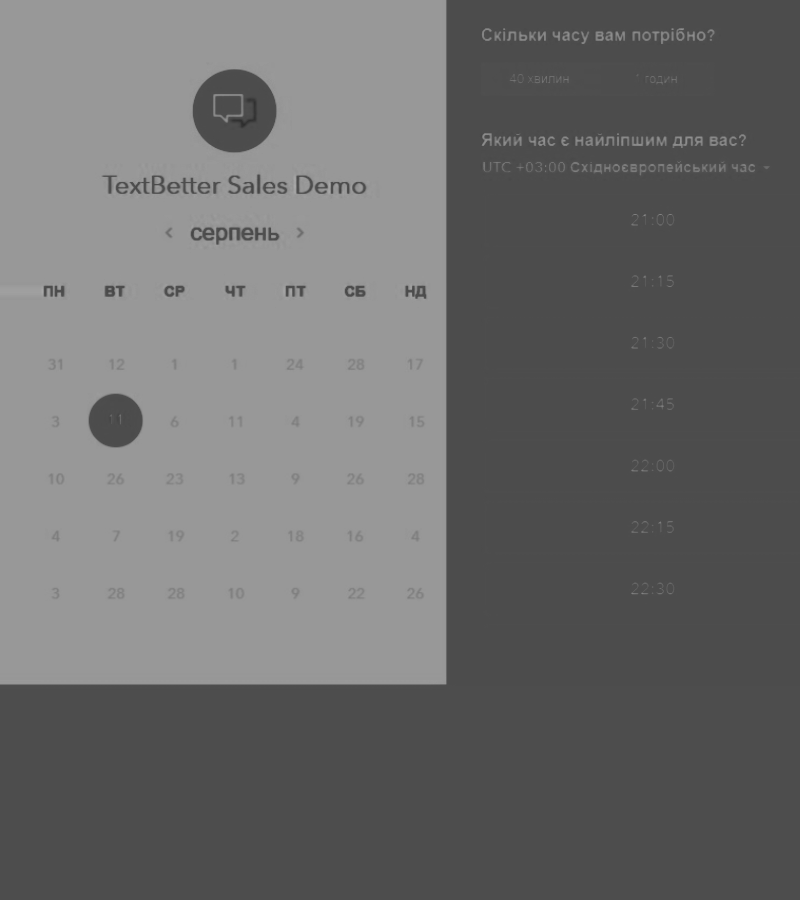 TextBetter Sales Demo
‹ серпень ›
ПН ВТ СР ЧТ ПТ СБ НД
31 12 1 1 24 28 17
3 11 6 11 4 19 15
10 26 23 13 9 26 28
4 7 19 2 18 16 4
3 28 28 10 9 22 26
Скільки часу вам потрібно?
40 хвилин 1 годин
Який час є найліпшим для вас?
UTC +03:00 Східноєвропейський час
21:00
21:15
21:30
21:45
22:00
22:15
22:30